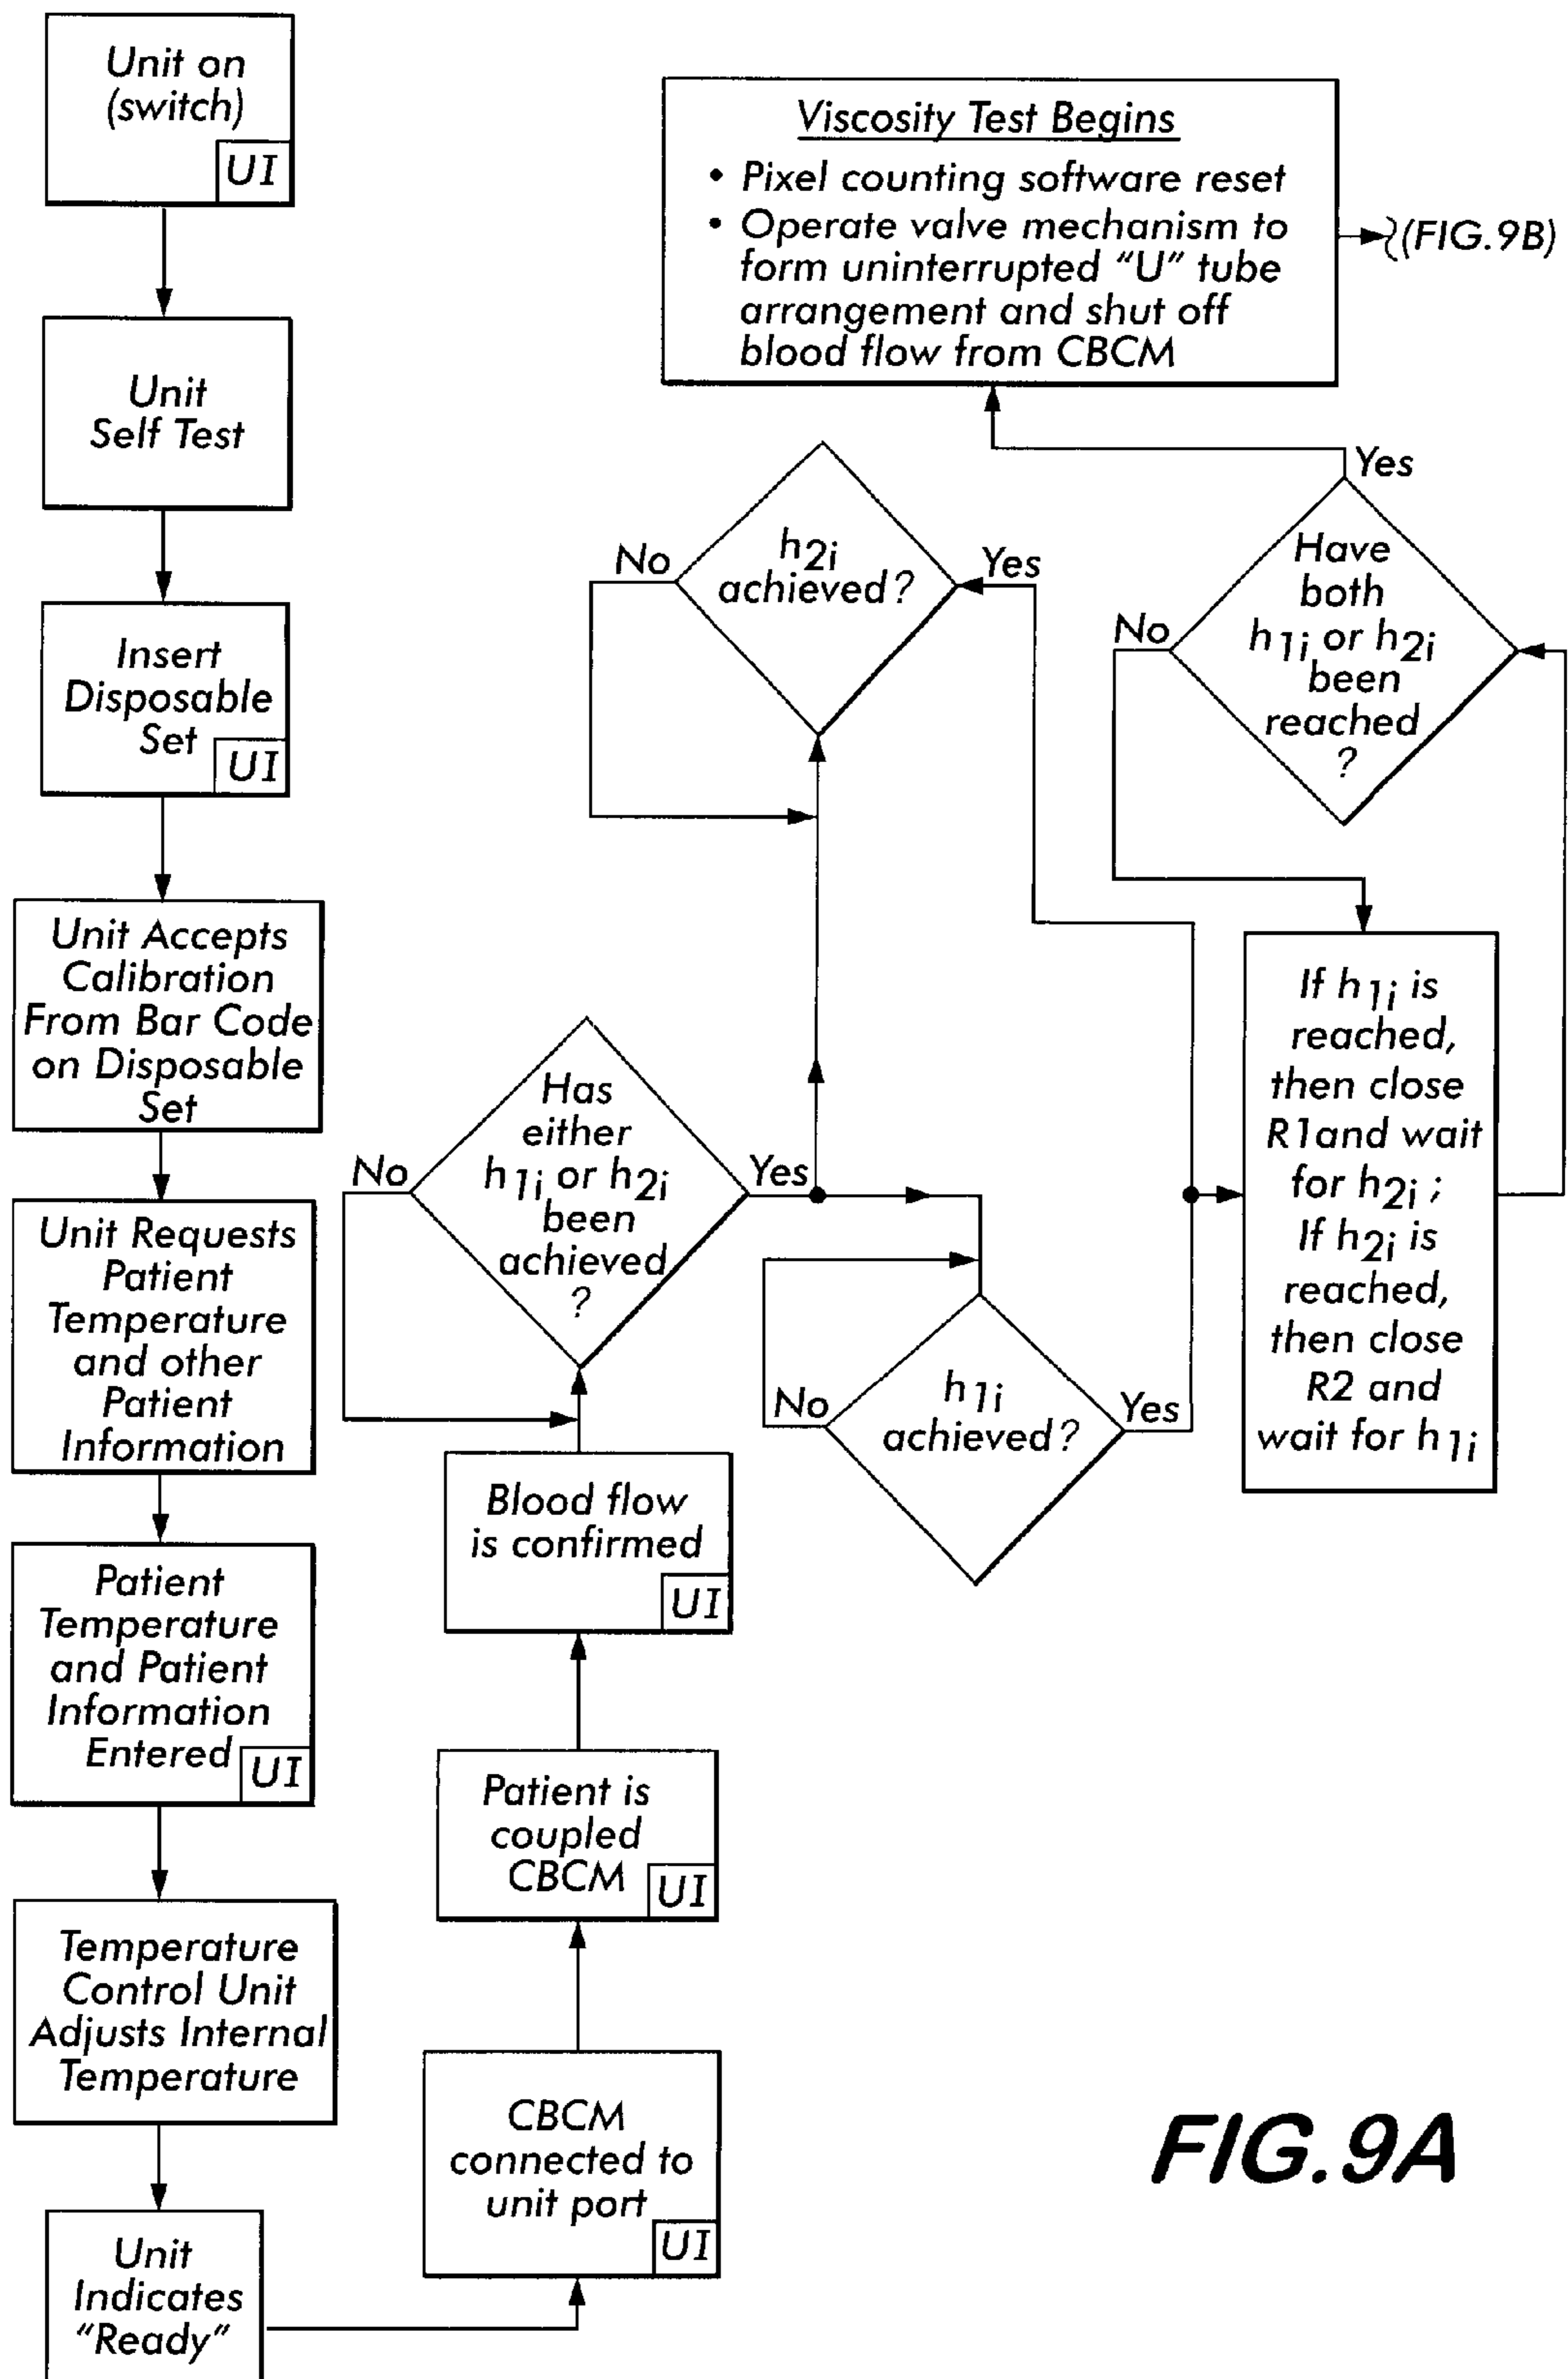 Unit on
(switch)
UI
Unit
Self Test
Insert
Disposable
Set
UI
Unit Accepts
Calibration
From Bar Code
on Disposable
Set
Unit Requests
Patient
Temperature
and other
Patient
Information
Patient
Temperature
and Patient
Information
Entered
UI
Temperature
Control Unit
Adjusts Internal
Temperature
Unit
Indicates
"Ready"
CBCM
connected to
unit port
UI
Patient is
coupled
CBCM
UI
Blood flow
is confirmed
UI
Has
either
h1i or h2i
been
achieved
?
No
Yes
h2i
achieved?
No
Yes
h1i
achieved?
No
Yes
If h1i is
reached,
then close
R1and wait
for h2i;
If h2i is
reached,
then close
R2 and
wait for h1i
Have
both
h1i or h2i
been
reached
?
No
Yes
Viscosity Test Begins
• Pixel counting software reset
• Operate valve mechanism to
form uninterrupted "U" tube
arrangement and shut off
blood flow from CBCM
(FIG.9B)
FIG.9A